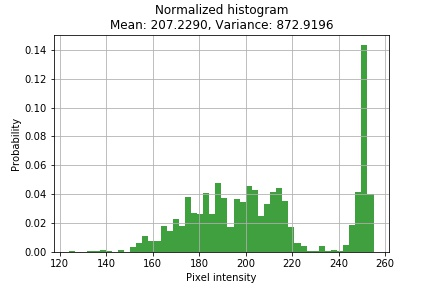 Normalized histogram
Mean: 207.2290, Variance: 872.9196
0.14
0.12
0.10
0.08
0.06
0.04
0.02
0.00
Probability
120 140 160 180 200 220 240 260
Pixel intensity